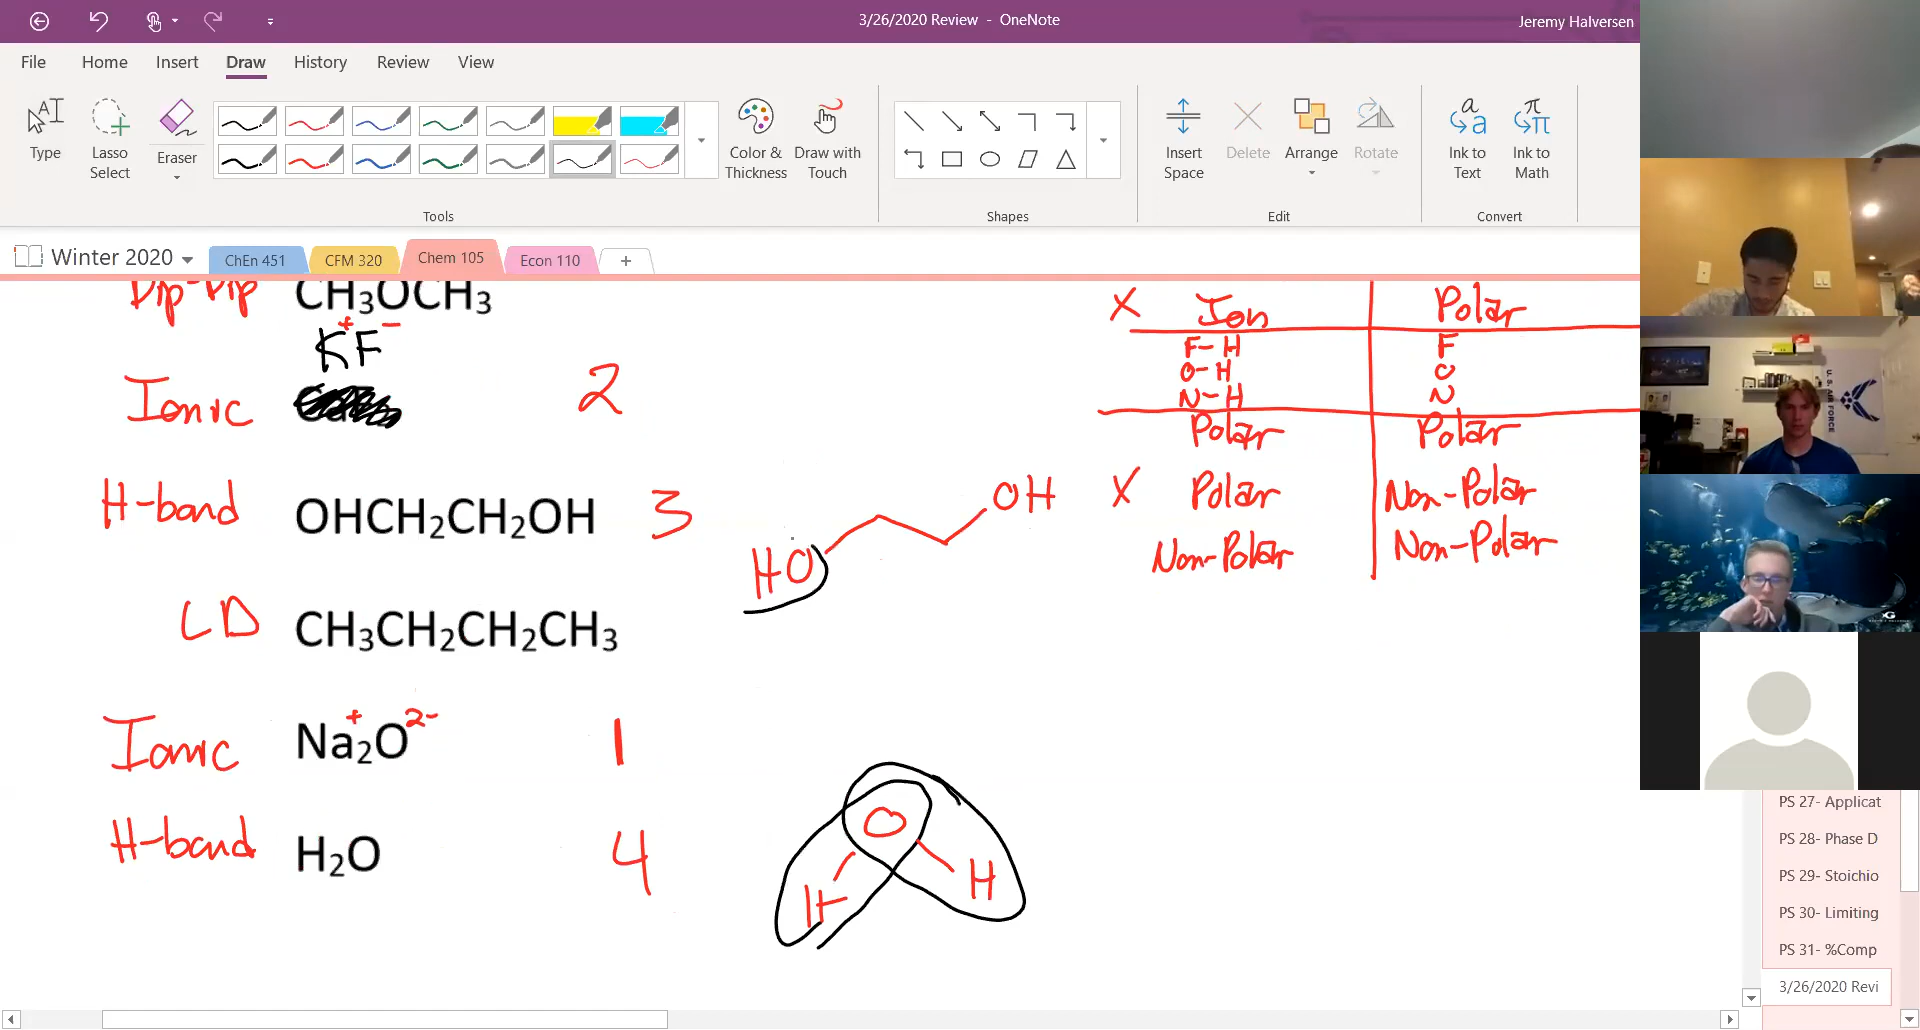 3/26/2020 Review - OneNote
Jeremy Halversen
File Home Insert Draw History Review View
Type
Lasso Select
Eraser
Color & Thickness
Draw with Touch
Insert Space
Delete
Arrange
Rotate
Ink to Text
Ink to Math
Tools
Shapes
Edit
Convert
Winter 2020
ChEn 451
CFM 320
Chem 105
Econ 110
+
Dip-Dip CH₃OCH₃
K⁺F⁻
Ionic 2
H-bond OHCH₂CH₂OH 3
HO OH
LD CH₃CH₂CH₂CH₃
Ionic Na⁺₂O²⁻ 1
H-bond H₂O 4
O
H H
X Ion Polar
F-H F
O-H O
N-H N
Polar Polar
X Polar Non-Polar
Non-Polar Non-Polar
U.S. AIR FORCE
PS 27- Applicat
PS 28- Phase D
PS 29- Stoichio
PS 30- Limiting
PS 31- %Comp
3/26/2020 Revi